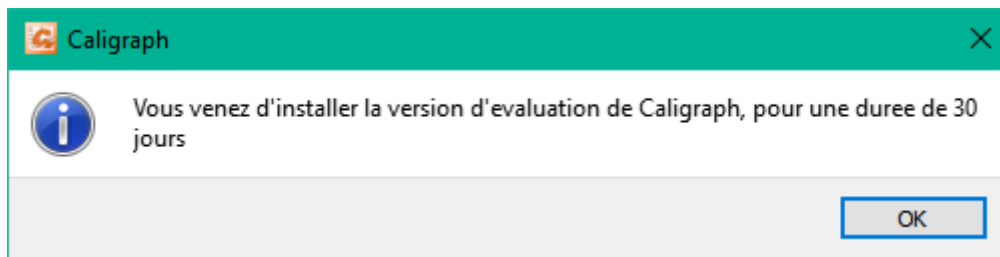 Caligraph
Vous venez d'installer la version d'evaluation de Caligraph, pour une duree de 30
jours
OK